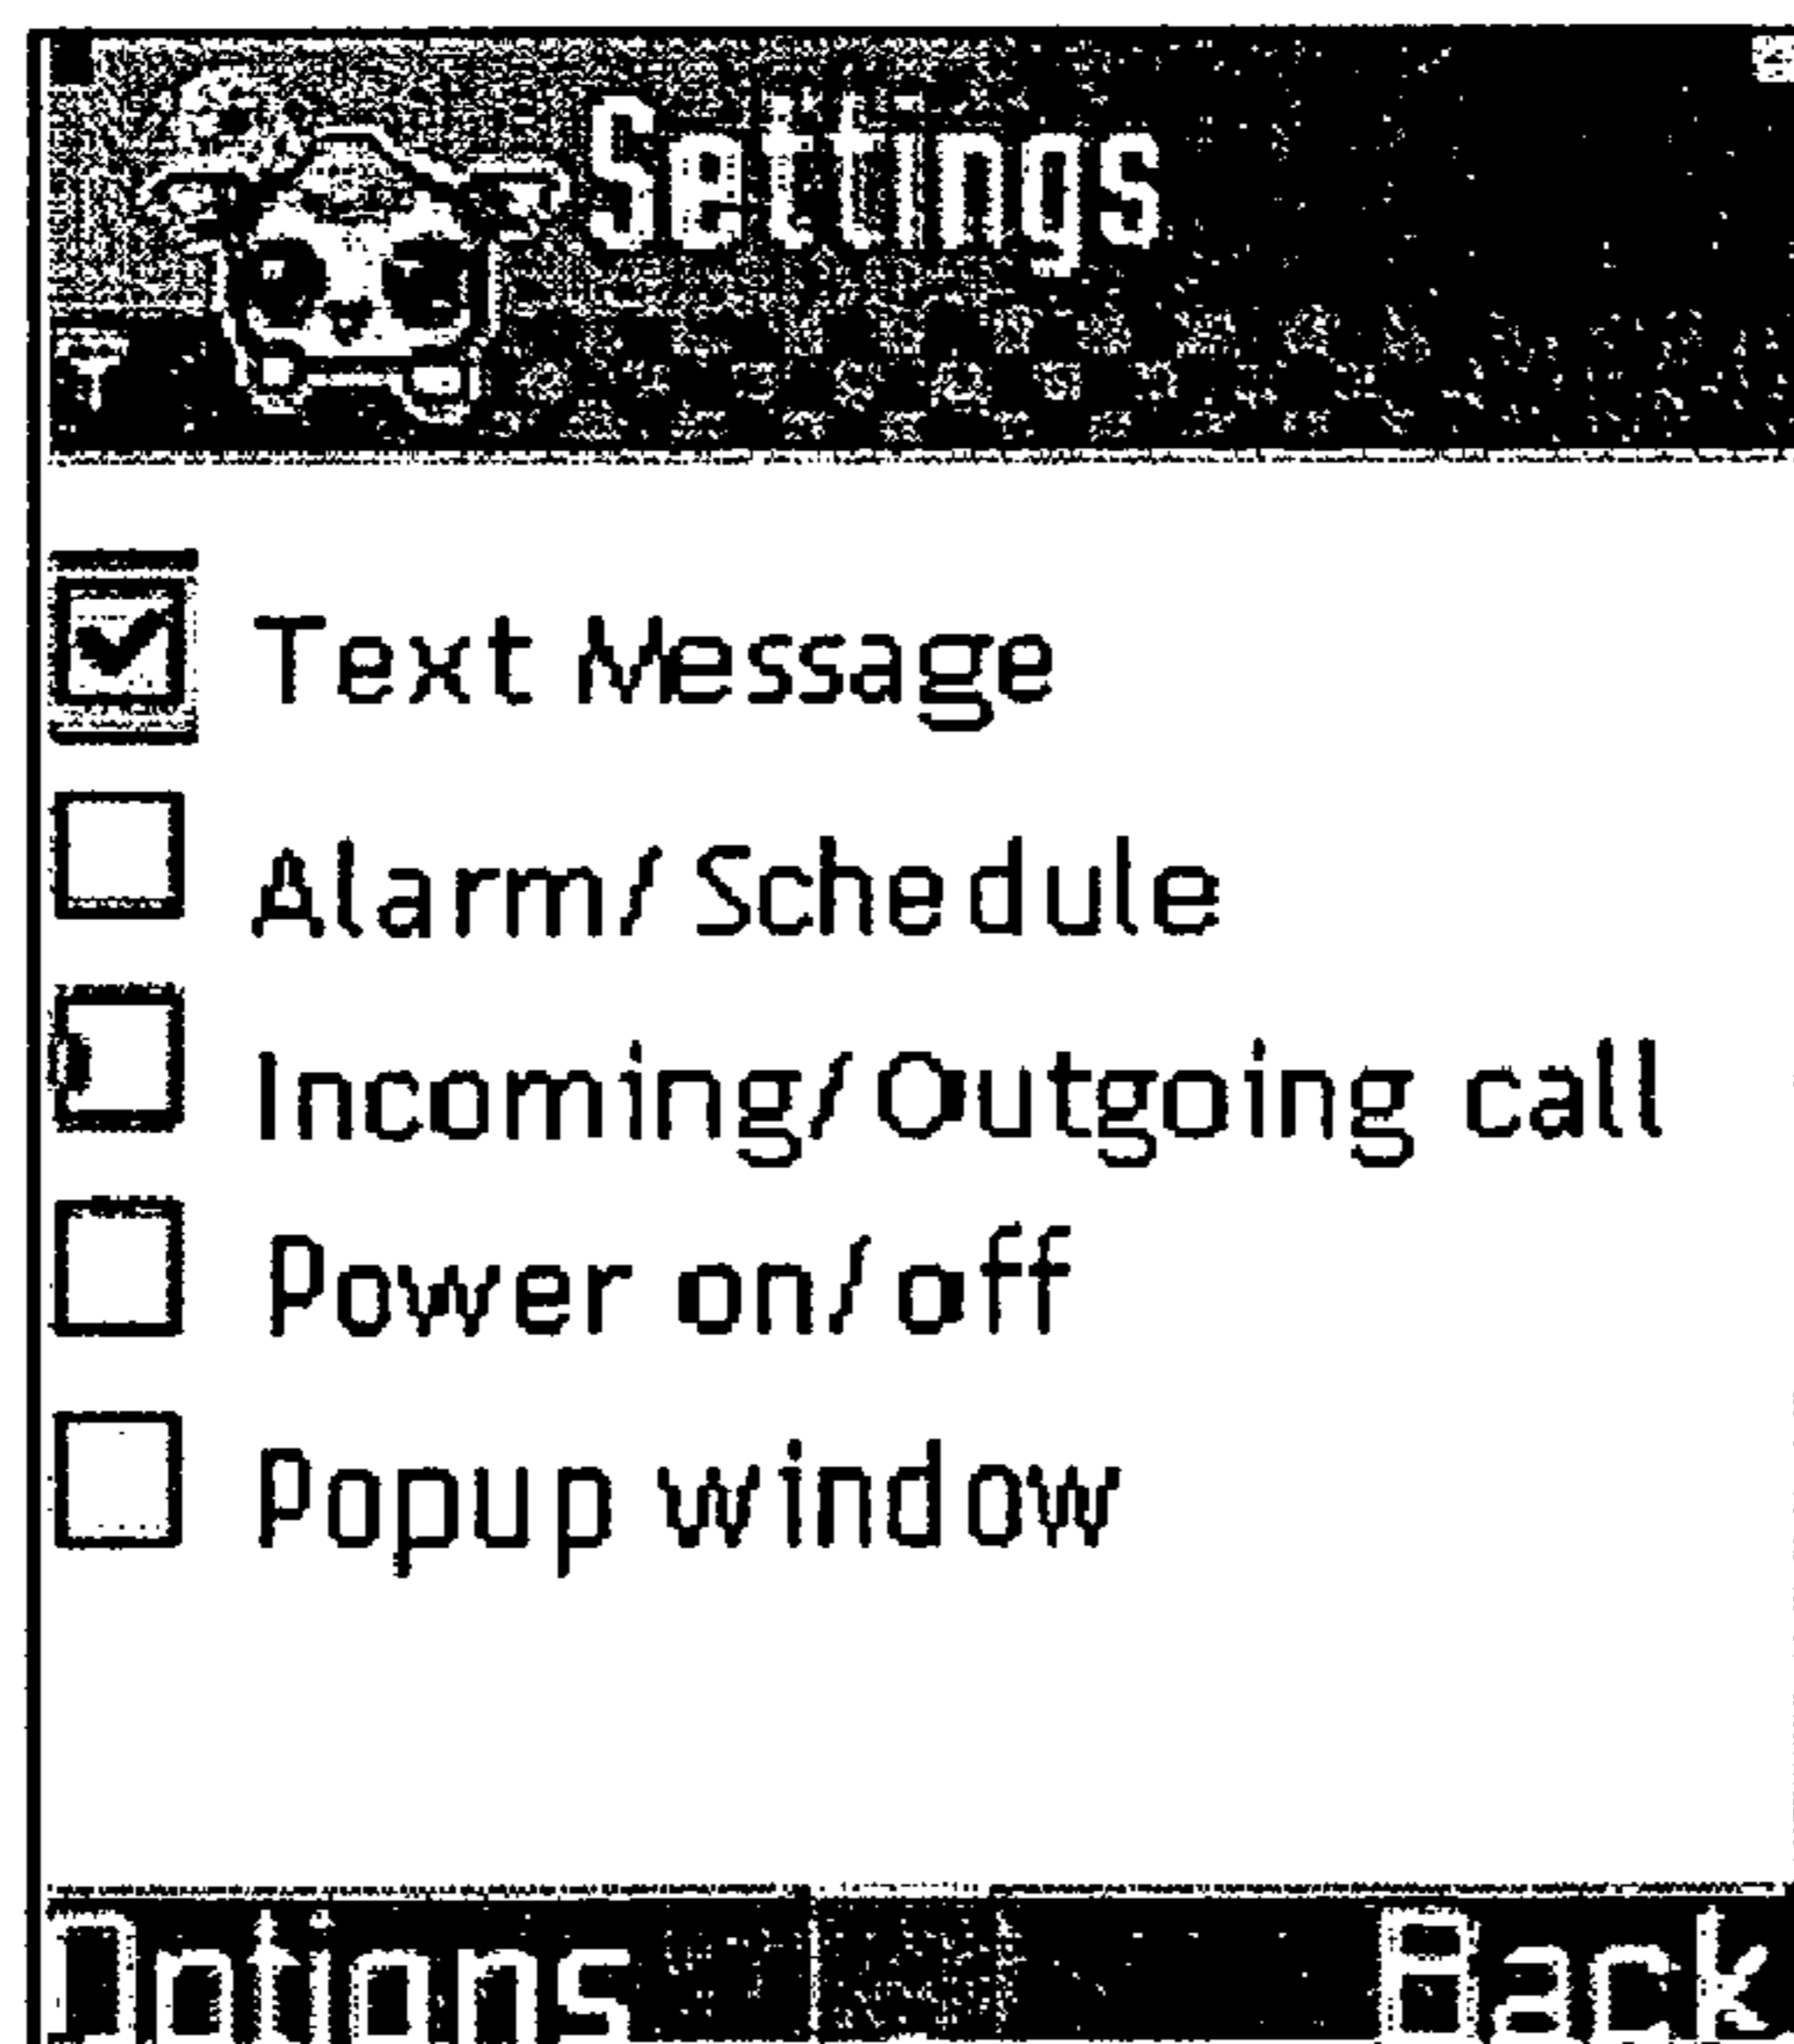 Settings
Text Message
Alarm/ Schedule
Incoming/ Outgoing call
Power on/ off
Popup window
Options Back